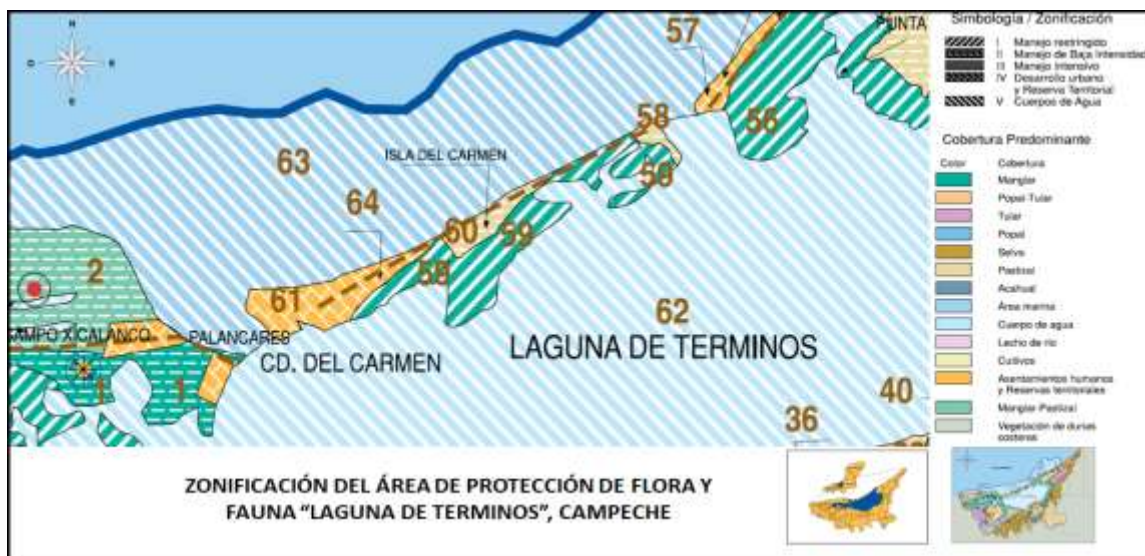 N
O
E
S
57
PUNTA
56
58
50
63
ISLA DEL CARMEN
64
60
59
58
2
61
62
CAMPO XICALANCO
PALANCARES
1
1
CD. DEL CARMEN
LAGUNA DE TERMINOS
40
36
ZONIFICACIÓN DEL ÁREA DE PROTECCIÓN DE FLORA Y
FAUNA “LAGUNA DE TERMINOS”, CAMPECHE
Simbología / Zonificación
I Manejo restringido
II Manejo de Baja Intensidad
III Manejo Intensivo
IV Desarrollo urbano
y Reserva Territorial
V Cuerpos de Agua
Cobertura Predominante
Color Cobertura
Manglar
Popal-Tular
Tular
Popal
Selva
Pastizal
Acahual
Área marina
Cuerpo de agua
Lecho de río
Cultivos
Asentamientos humanos
y Reservas territoriales
Manglar-Pastizal
Vegetación de dunas
costeras